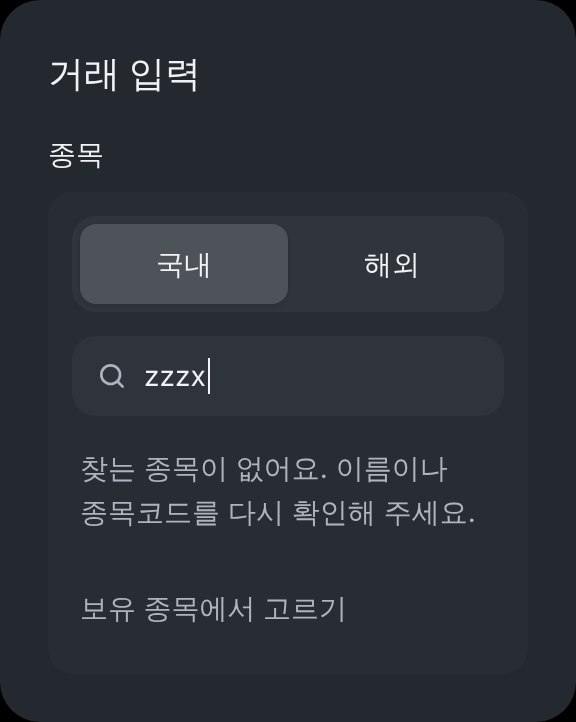 거래 입력
종목
국내 해외
zzzx
찾는 종목이 없어요. 이름이나
종목코드를 다시 확인해 주세요.
보유 종목에서 고르기